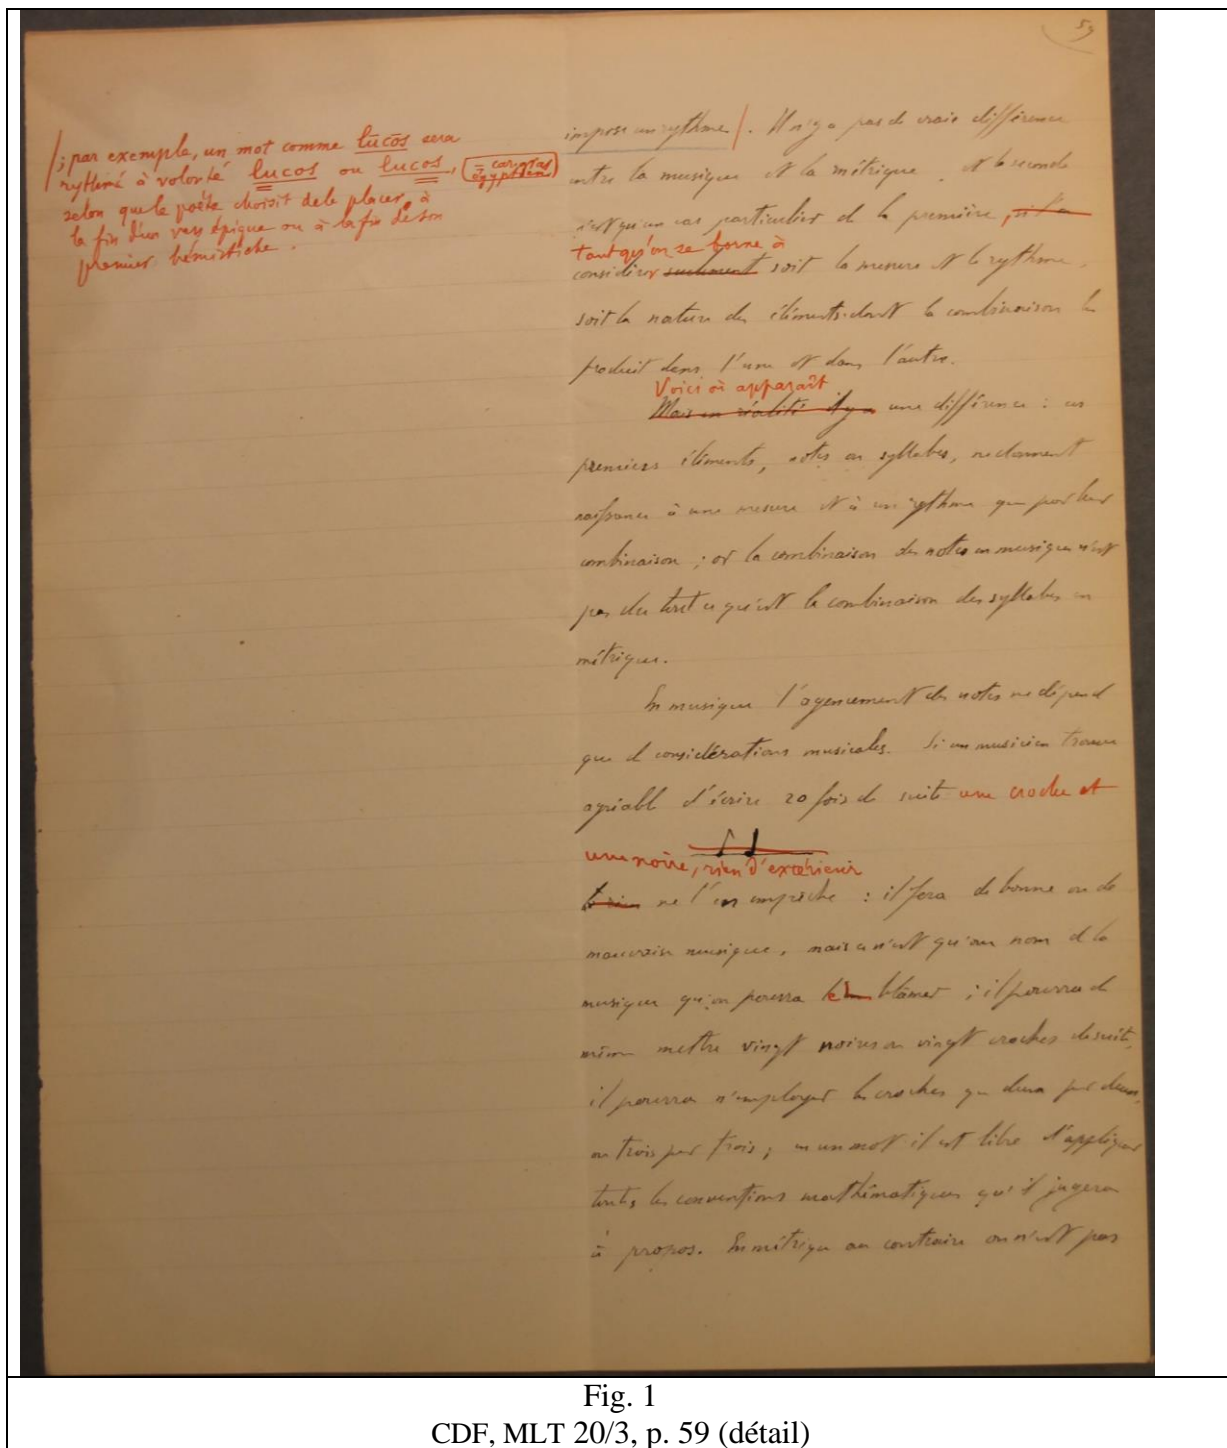 59
/; par exemple, un mot comme lūcōs sera
rythmé à volonté lucos ou lucos,
selon que le poète choisit de le placer à
la fin d'un vers épique ou à la fin de son
premier hémistiche.
impose un rythme /. Il n'y a pas de vraie différence
entre la musique et la métrique, et la seconde
n'est qu'un cas particulier de la première, si l'on
tant qu'on se borne à
considérer seulement soit la mesure et le rythme,
soit la nature des éléments dont la combinaison les
produit dans l'une et dans l'autre.
Voici où apparaît
Mais en réalité il y a une différence : ces
premiers éléments, notes ou syllabes, ne donnent
naissance à une mesure et à un rythme que par leur
combinaison ; or la combinaison des notes en musique n'est
pas du tout ce qu'est la combinaison des syllabes en
métrique.
En musique l'agencement des notes ne dépend
que de considérations musicales. Si un musicien trouve
agréable d'écrire 20 fois de suite une croche et
une noire, rien d'extérieur
ne l'en empêche : il fera de bonne ou de
mauvaise musique, mais ce n'est qu'au nom de la
musique qu'on pourra le blâmer ; il pourra de
même mettre vingt noires ou vingt croches de suite,
il pourra n'employer les croches que deux par deux,
ou trois par trois ; en un mot il est libre d'appliquer
toutes les conventions mathématiques qu'il jugera
à propos. En métrique au contraire on n'est pas
Fig. 1
CDF, MLT 20/3, p. 59 (détail)